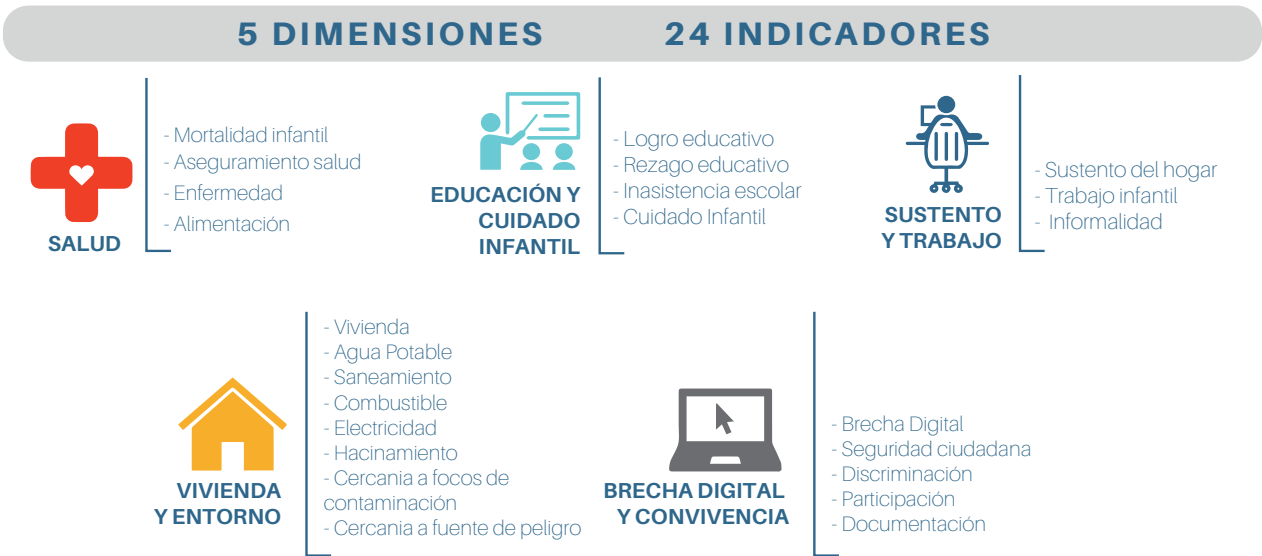 5 DIMENSIONES 24 INDICADORES
SALUD
- Mortalidad infantil
- Aseguramiento salud
- Enfermedad
- Alimentación
EDUCACIÓN Y
CUIDADO
INFANTIL
- Logro educativo
- Rezago educativo
- Inasistencia escolar
- Cuidado Infantil
SUSTENTO
Y TRABAJO
- Sustento del hogar
- Trabajo infantil
- Informalidad
VIVIENDA
Y ENTORNO
- Vivienda
- Agua Potable
- Saneamiento
- Combustible
- Electricidad
- Hacinamiento
- Cercania a focos de
contaminación
- Cercania a fuente de peligro
BRECHA DIGITAL
Y CONVIVENCIA
- Brecha Digital
- Seguridad ciudadana
- Discriminación
- Participación
- Documentación